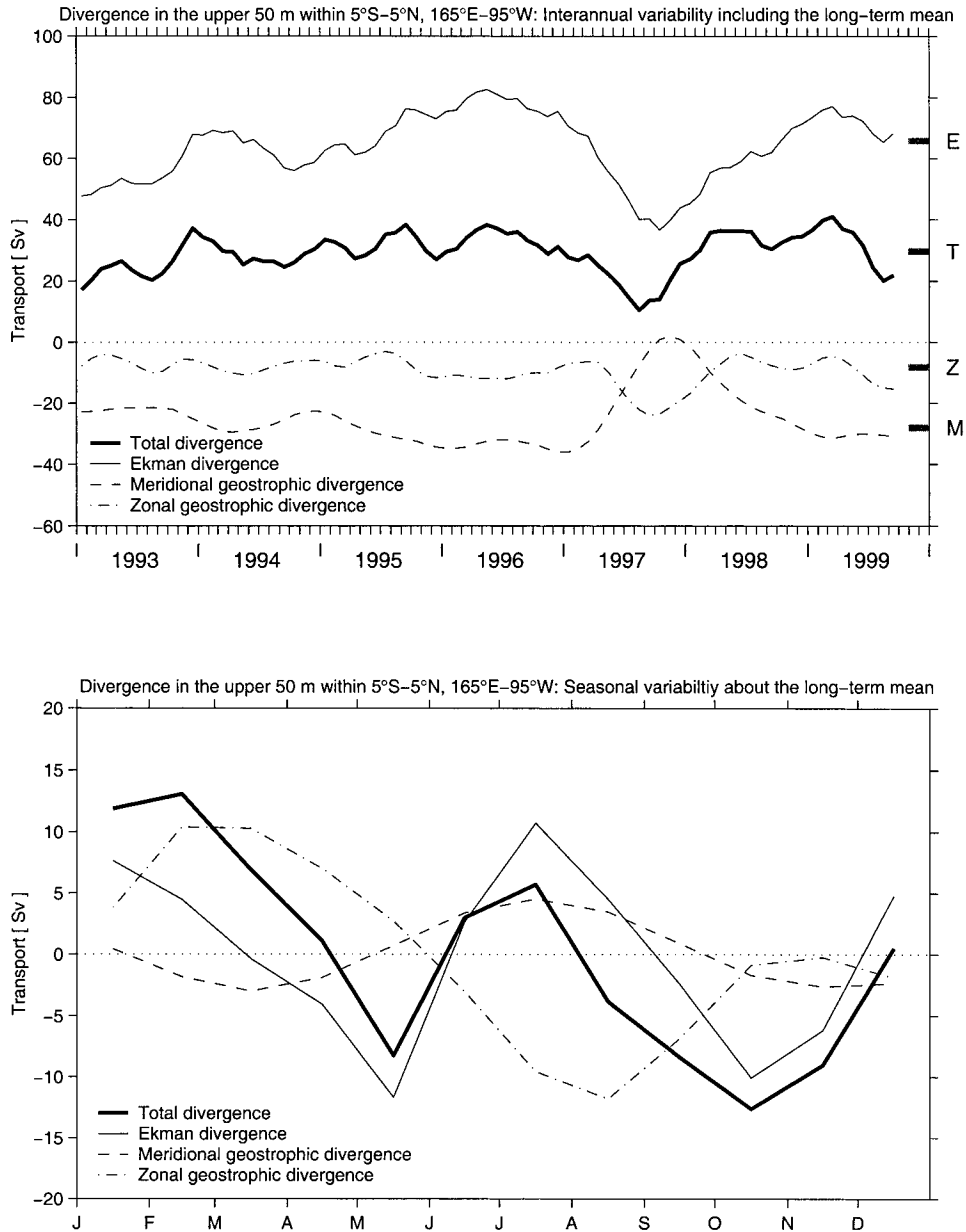 Divergence in the upper 50 m within 5°S−5°N, 165°E−95°W: Interannual variability including the long−term mean
100
80
60
40
20
0
−20
−40
−60
Transport [ Sv ]
E
T
Z
M
Total divergence
Ekman divergence
Meridional geostrophic divergence
Zonal geostrophic divergence
1993 1994 1995 1996 1997 1998 1999
Divergence in the upper 50 m within 5°S−5°N, 165°E−95°W: Seasonal variabiltiy about the long−term mean
20
15
10
5
0
−5
−10
−15
−20
Transport [ Sv ]
Total divergence
Ekman divergence
Meridional geostrophic divergence
Zonal geostrophic divergence
J F M A M J J A S O N D